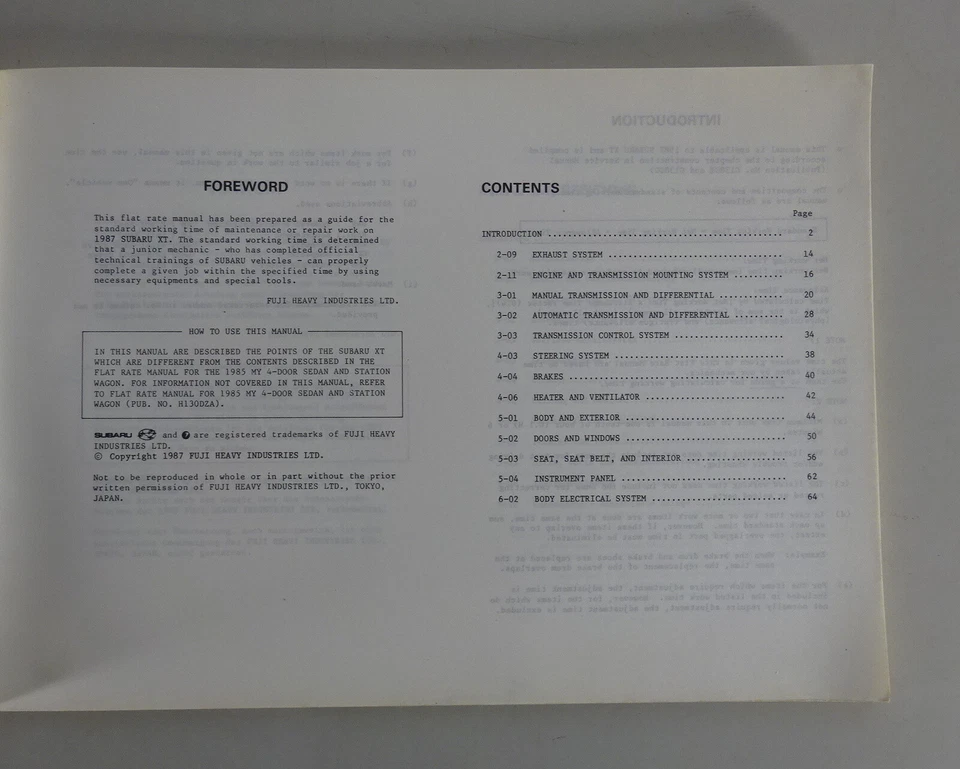 FOREWORD
This flat rate manual has been prepared as a guide for the
standard working time of maintenance or repair work on
1987 SUBARU XT. The standard working time is determined
that a junior mechanic - who has completed official
technical trainings of SUBARU vehicles - can properly
complete a given job within the specified time by using
necessary equipments and special tools.
FUJI HEAVY INDUSTRIES LTD.
HOW TO USE THIS MANUAL
IN THIS MANUAL ARE DESCRIBED THE POINTS OF THE SUBARU XT
WHICH ARE DIFFERENT FROM THE CONTENTS DESCRIBED IN THE
FLAT RATE MANUAL FOR THE 1985 MY 4-DOOR SEDAN AND STATION
WAGON. FOR INFORMATION NOT COVERED IN THIS MANUAL, REFER
TO FLAT RATE MANUAL FOR 1985 MY 4-DOOR SEDAN AND STATION
WAGON (PUB. NO. H130DZA).
SUBARU and are registered trademarks of FUJI HEAVY
INDUSTRIES LTD.
© Copyright 1987 FUJI HEAVY INDUSTRIES LTD.
Not to be reproduced in whole or in part without the prior
written permission of FUJI HEAVY INDUSTRIES LTD., TOKYO,
JAPAN.
CONTENTS
Page
INTRODUCTION ........................................ 2
2-09 EXHAUST SYSTEM .............................. 14
2-11 ENGINE AND TRANSMISSION MOUNTING SYSTEM .......... 16
3-01 MANUAL TRANSMISSION AND DIFFERENTIAL ............. 20
3-02 AUTOMATIC TRANSMISSION AND DIFFERENTIAL .......... 28
3-03 TRANSMISSION CONTROL SYSTEM ..................... 34
4-03 STEERING SYSTEM ................................ 38
4-04 BRAKES ........................................ 40
4-06 HEATER AND VENTILATOR .......................... 42
5-01 BODY AND EXTERIOR .............................. 44
5-02 DOORS AND WINDOWS .............................. 50
5-03 SEAT, SEAT BELT, AND INTERIOR ................... 56
5-04 INSTRUMENT PANEL ............................... 62
6-02 BODY ELECTRICAL SYSTEM ......................... 64